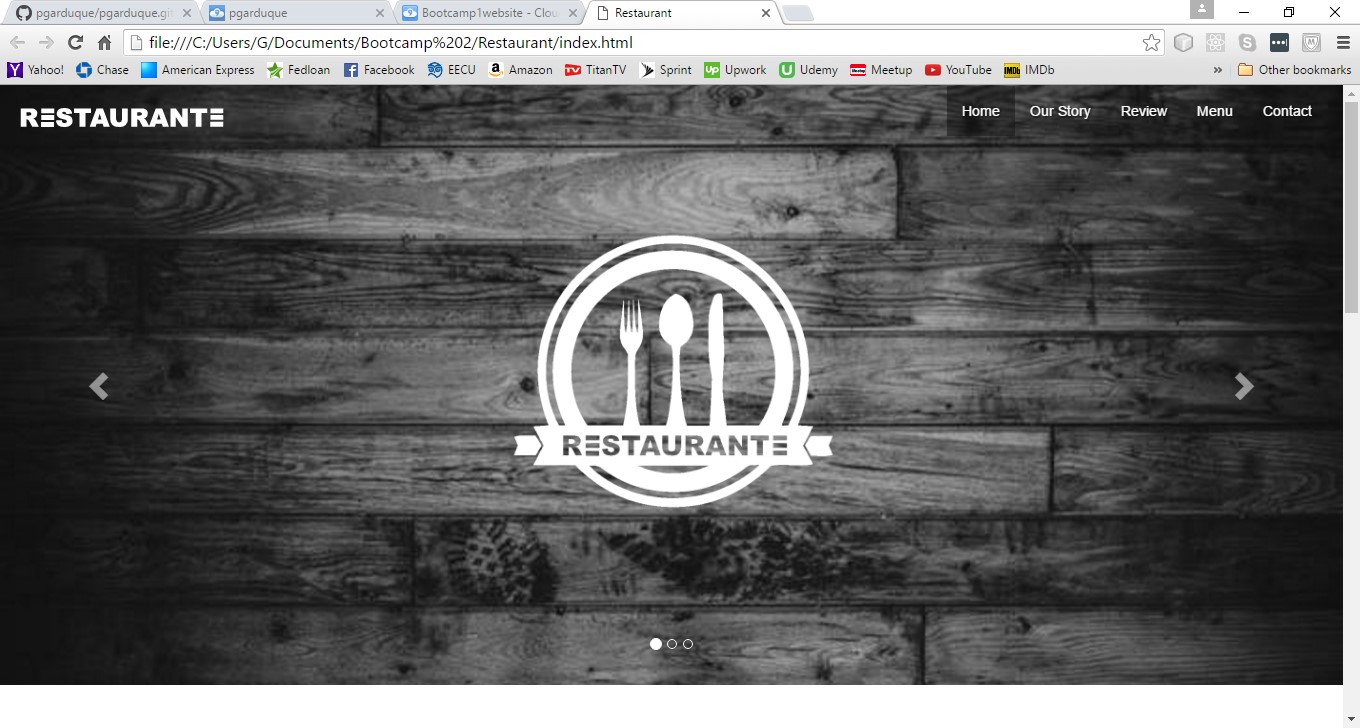 pgarduque/pgarduque.git
pgarduque
Bootcamp1website - Clou
Restaurant
file:///C:/Users/G/Documents/Bootcamp%202/Restaurant/index.html
Yahoo! Chase American Express Fedloan Facebook EECU Amazon TitanTV Sprint Upwork Udemy Meetup YouTube IMDb » Other bookmarks
RESTAURANTE
Home Our Story Review Menu Contact
RESTAURANTE